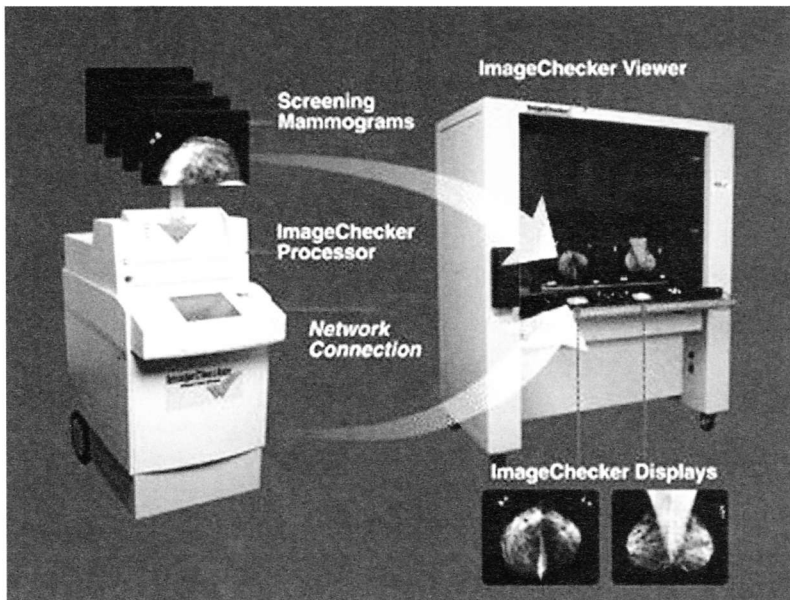 ImageChecker Viewer
Screening
Mammograms
ImageChecker
Processor
Network
Connection
ImageChecker
ImageChecker Displays